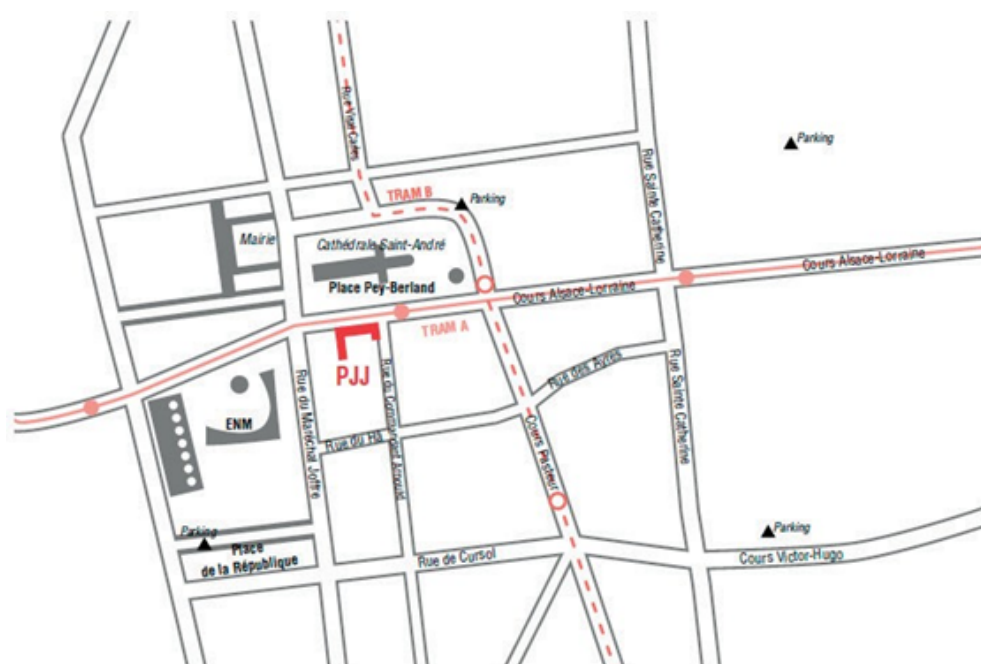 Rue Vital Carles
Parking
TRAM B
Parking
Rue Sainte Catherine
Mairie
Cathédrale Saint-André
Place Pey-Berland
Cours Alsace-Lorraine
Cours Alsace-Lorraine
TRAM A
PJJ
Rue des Ayres
Rue du Maréchal Joffre
Rue du Commandant Arnould
Rue Sainte Catherine
ENM
Rue du Hâ
Cours Pasteur
Parking
Parking
Place
de la République
Rue de Cursol
Cours Victor-Hugo